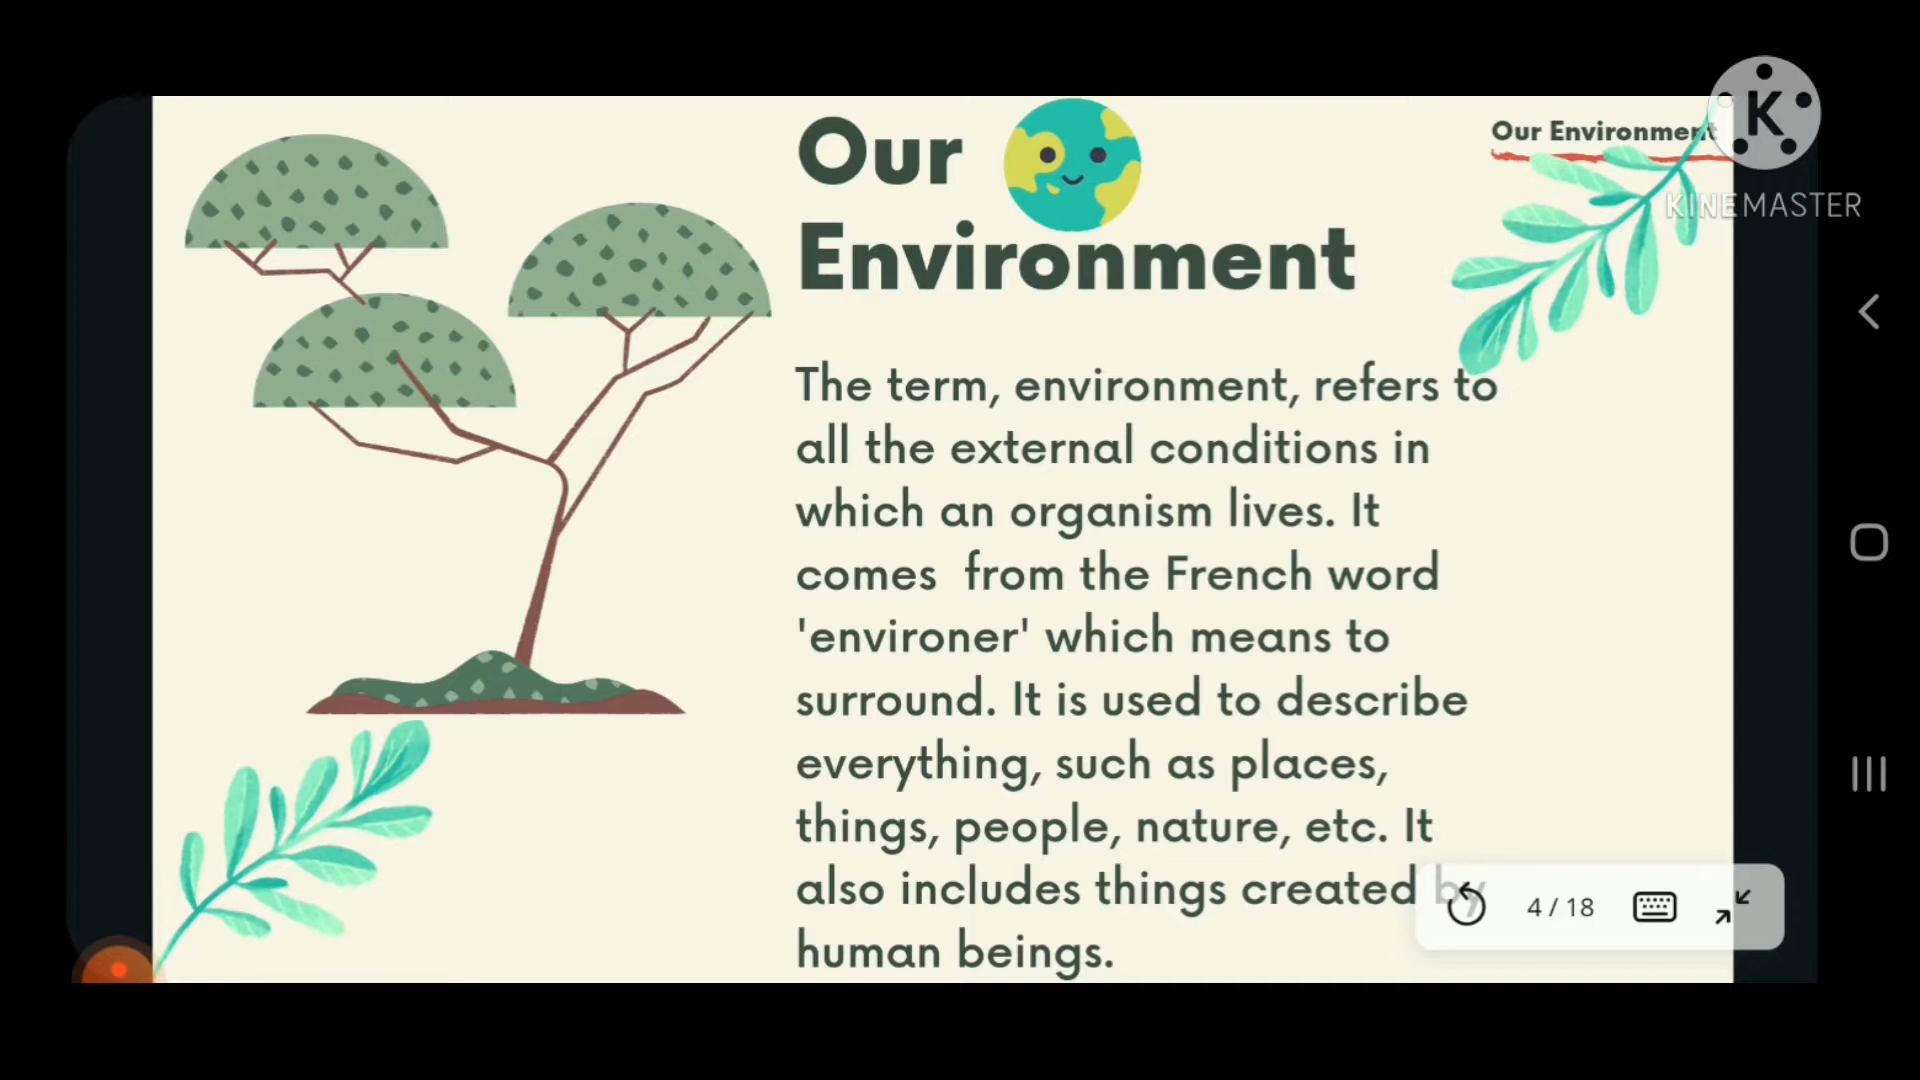 Our
Environment
Our Environment
K
KINEMASTER
The term, environment, refers to
all the external conditions in
which an organism lives. It
comes  from the French word
'environer' which means to
surround. It is used to describe
everything, such as places,
things, people, nature, etc. It
also includes things created by
human beings.
4 / 18